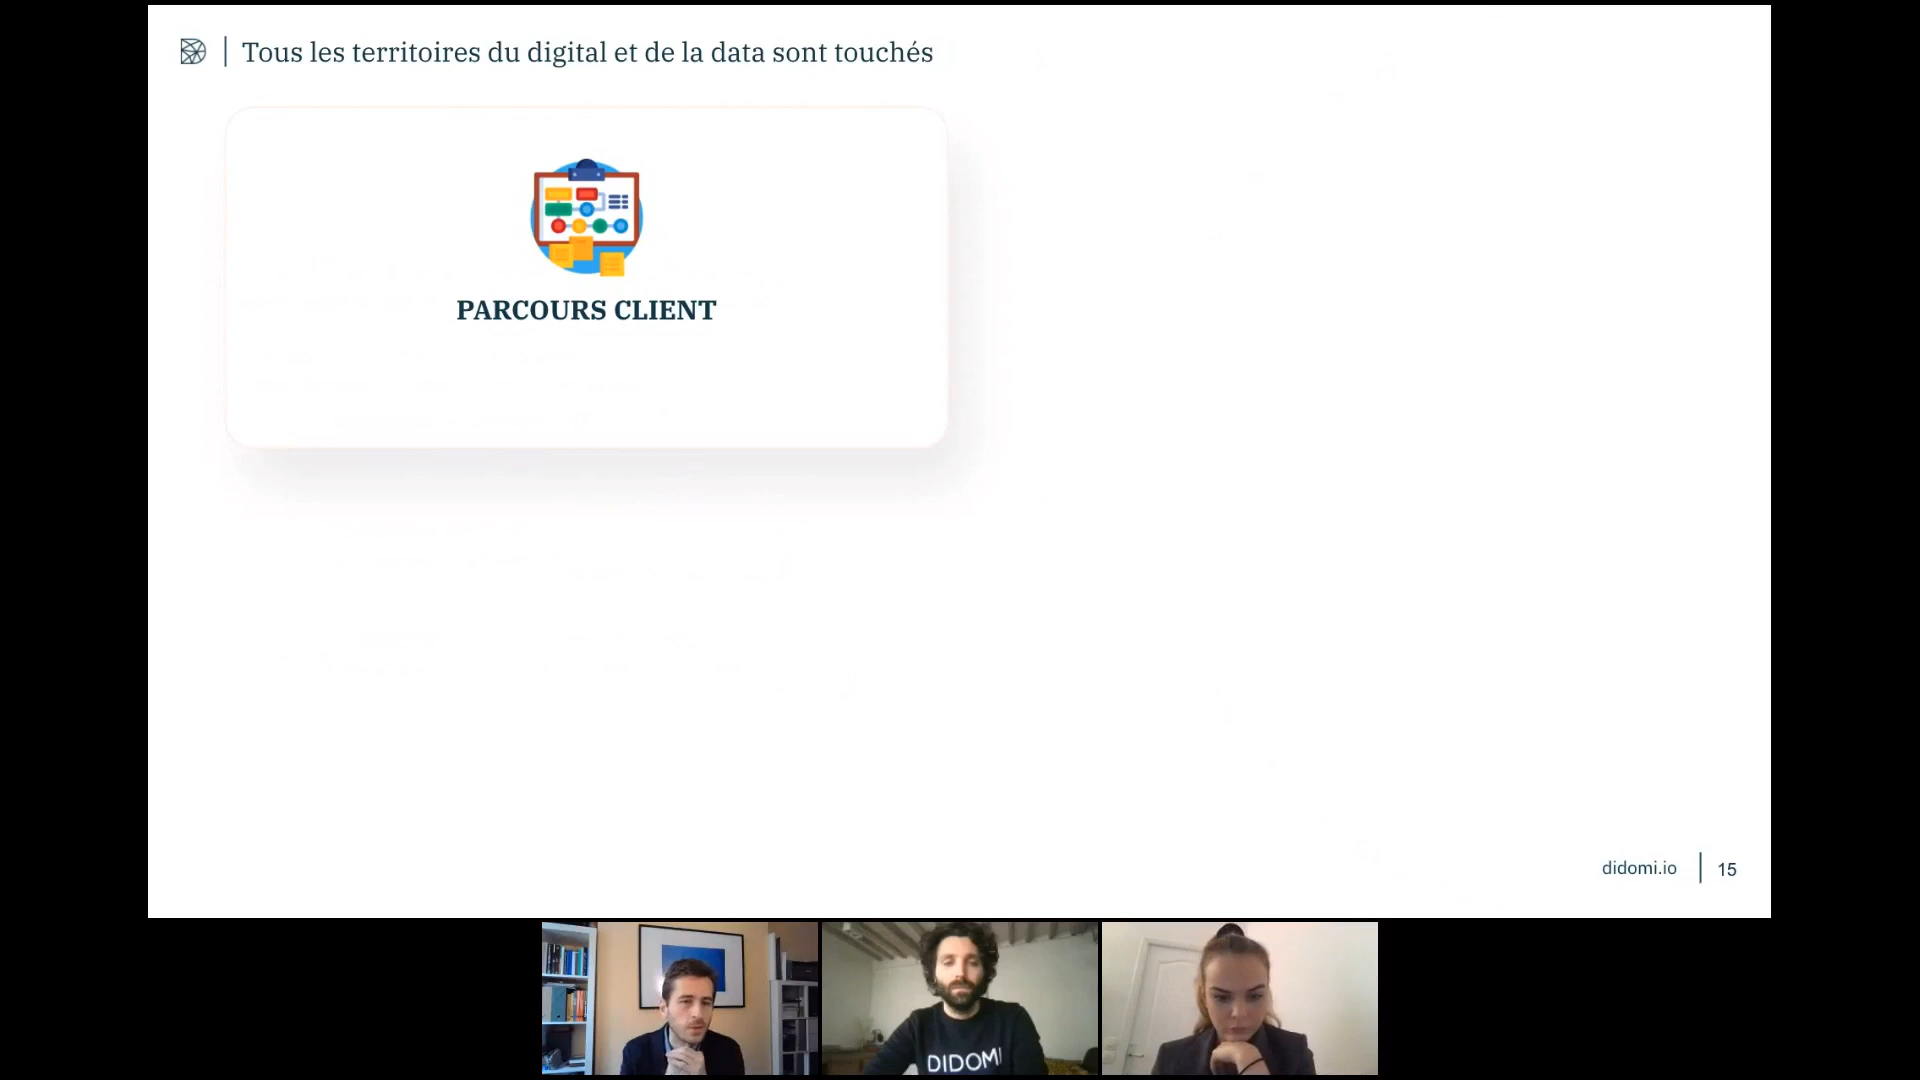 Tous les territoires du digital et de la data sont touchés
PARCOURS CLIENT
didomi.io
15
DIDOMI